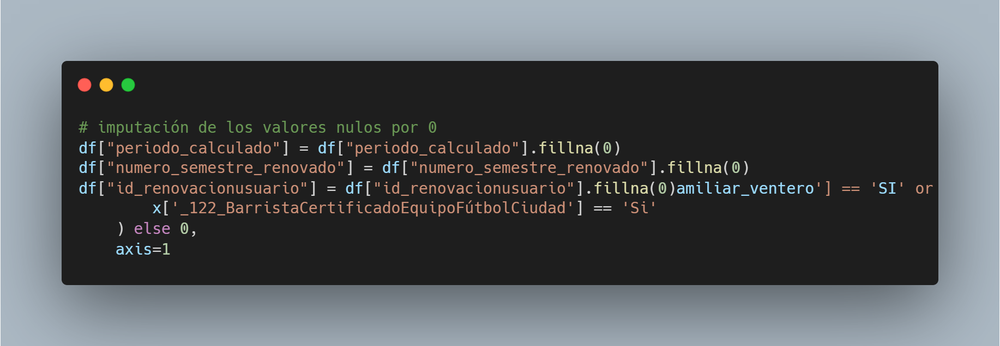 # imputación de los valores nulos por 0
df["periodo_calculado"] = df["periodo_calculado"].fillna(0)
df["numero_semestre_renovado"] = df["numero_semestre_renovado"].fillna(0)
df["id_renovacionusuario"] = df["id_renovacionusuario"].fillna(0)amiliar_ventero'] == 'SI' or
        x['_122_BarristaCertificadoEquipoFútbolCiudad'] == 'Si'
    ) else 0,
    axis=1